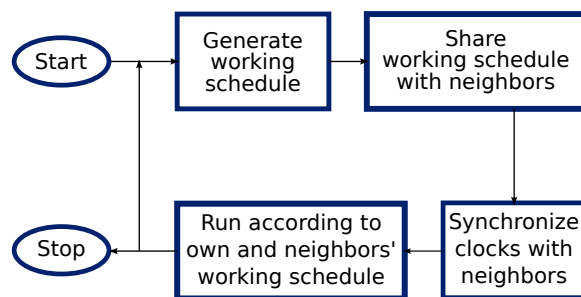 Start
Generate
working
schedule
Share
working schedule
with neighbors
Synchronize
clocks with
neighbors
Run according to
own and neighbors'
working schedule
Stop